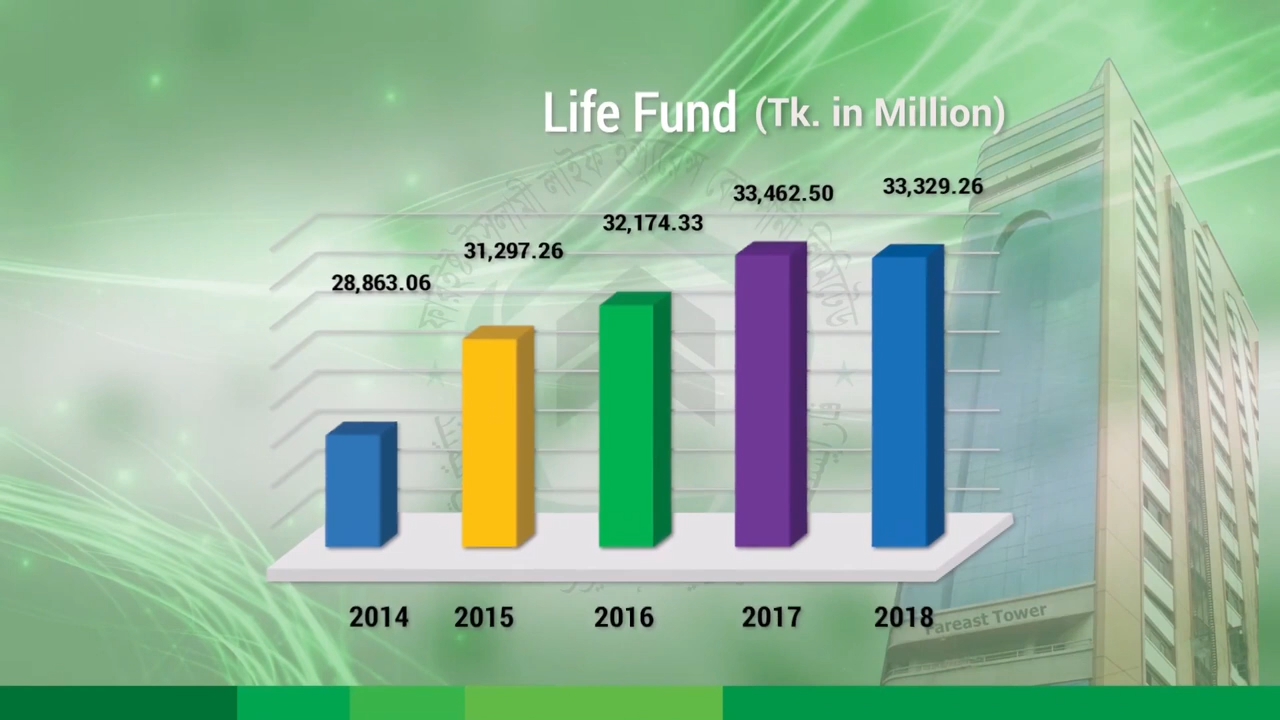 Life Fund (Tk. in Million)
28,863.06
31,297.26
32,174.33
33,462.50
33,329.26
2014 2015 2016 2017 2018
Fareast Tower